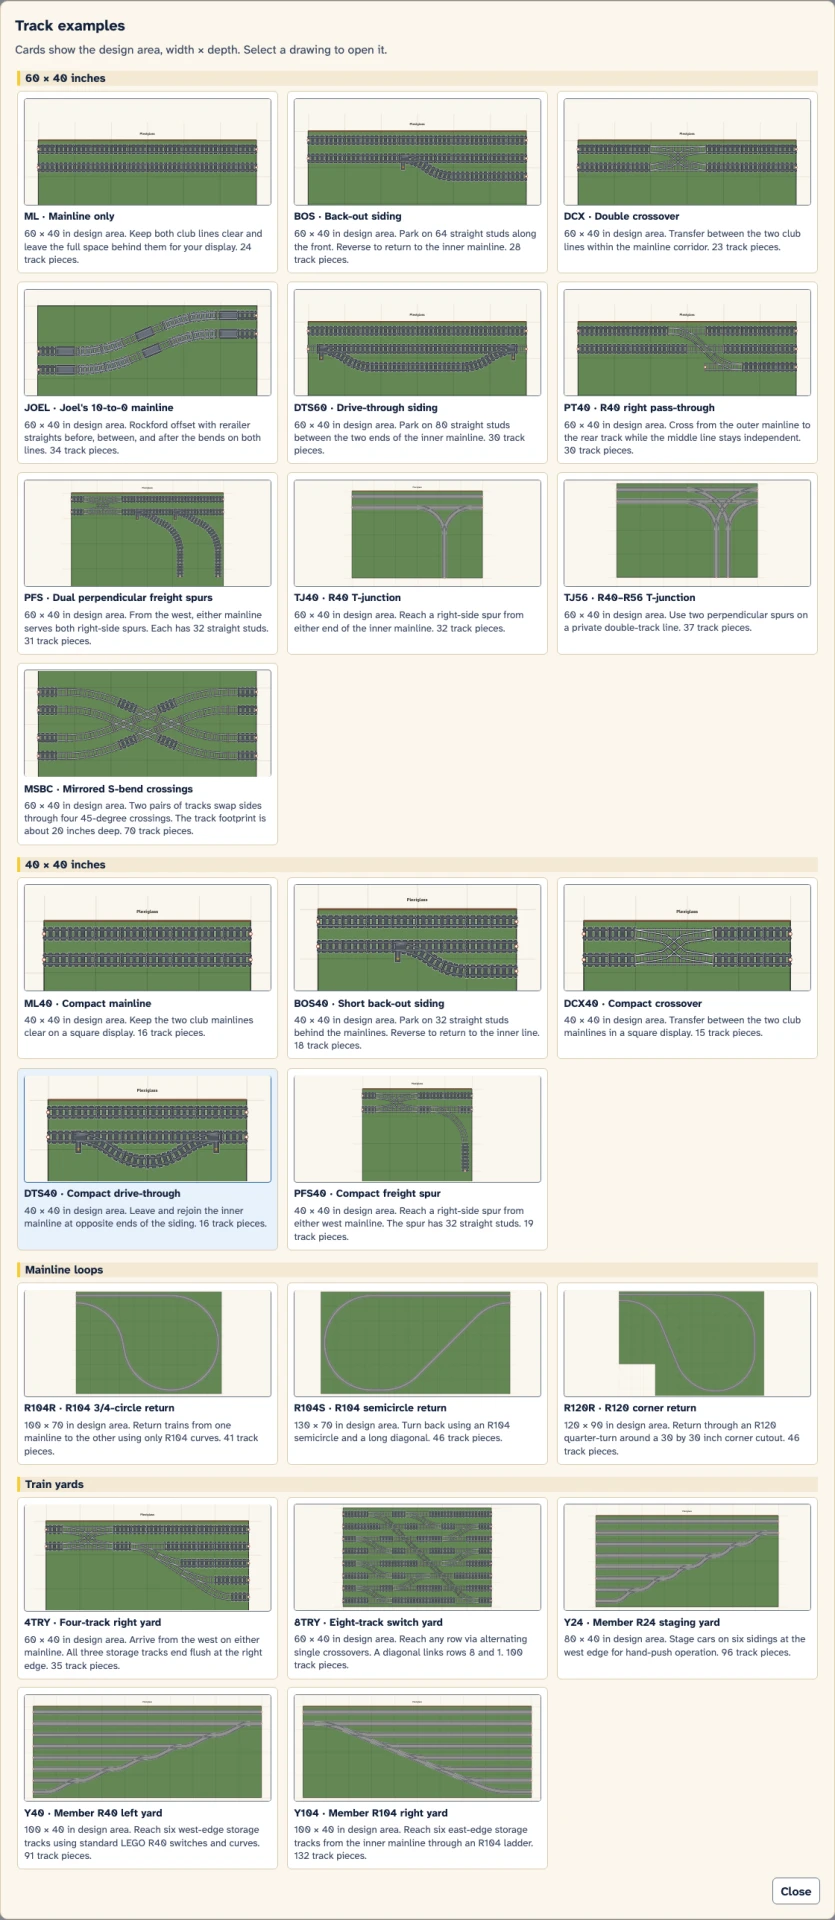 Track examples
Cards show the design area, width × depth. Select a drawing to open it.
60 × 40 inches
Plexiglass
ML · Mainline only
60 × 40 in design area. Keep both club lines clear and
leave the full space behind them for your display. 24
track pieces.
Plexiglass
BOS · Back-out siding
60 × 40 in design area. Park on 64 straight studs along
the front. Reverse to return to the inner mainline. 28
track pieces.
Plexiglass
DCX · Double crossover
60 × 40 in design area. Transfer between the two club
lines within the mainline corridor. 23 track pieces.
JOEL · Joel's 10-to-0 mainline
60 × 40 in design area. Rockford offset with rerailer
straights before, between, and after the bends on both
lines. 34 track pieces.
Plexiglass
DTS60 · Drive-through siding
60 × 40 in design area. Park on 80 straight studs
between the two ends of the inner mainline. 30 track
pieces.
Plexiglass
PT40 · R40 right pass-through
60 × 40 in design area. Cross from the outer mainline to
the rear track while the middle line stays independent.
30 track pieces.
Plexiglass
PFS · Dual perpendicular freight spurs
60 × 40 in design area. From the west, either mainline
serves both right-side spurs. Each has 32 straight studs.
31 track pieces.
Plexiglass
TJ40 · R40 T-junction
60 × 40 in design area. Reach a right-side spur from
either end of the inner mainline. 32 track pieces.
TJ56 · R40–R56 T-junction
60 × 40 in design area. Use two perpendicular spurs on
a private double-track line. 37 track pieces.
MSBC · Mirrored S-bend crossings
60 × 40 in design area. Two pairs of tracks swap sides
through four 45-degree crossings. The track footprint is
about 20 inches deep. 70 track pieces.
40 × 40 inches
Plexiglass
ML40 · Compact mainline
40 × 40 in design area. Keep the two club mainlines
clear on a square display. 16 track pieces.
Plexiglass
BOS40 · Short back-out siding
40 × 40 in design area. Park on 32 straight studs
behind the mainlines. Reverse to return to the inner line.
18 track pieces.
Plexiglass
DCX40 · Compact crossover
40 × 40 in design area. Transfer between the two club
mainlines in a square display. 15 track pieces.
Plexiglass
DTS40 · Compact drive-through
40 × 40 in design area. Leave and rejoin the inner
mainline at opposite ends of the siding. 16 track pieces.
Plexiglass
PFS40 · Compact freight spur
40 × 40 in design area. Reach a right-side spur from
either west mainline. The spur has 32 straight studs. 19
track pieces.
Mainline loops
R104R · R104 3/4-circle return
100 × 70 in design area. Return trains from one
mainline to the other using only R104 curves. 41 track
pieces.
R104S · R104 semicircle return
130 × 70 in design area. Turn back using an R104
semicircle and a long diagonal. 46 track pieces.
R120R · R120 corner return
120 × 90 in design area. Return through an R120
quarter-turn around a 30 by 30 inch corner cutout. 46
track pieces.
Train yards
Plexiglass
4TRY · Four-track right yard
60 × 40 in design area. Arrive from the west on either
mainline. All three storage tracks end flush at the right
edge. 35 track pieces.
8TRY · Eight-track switch yard
60 × 40 in design area. Reach any row via alternating
single crossovers. A diagonal links rows 8 and 1. 100
track pieces.
Y24 · Member R24 staging yard
80 × 40 in design area. Stage cars on six sidings at the
west edge for hand-push operation. 96 track pieces.
Y40 · Member R40 left yard
100 × 40 in design area. Reach six west-edge storage
tracks using standard LEGO R40 switches and curves.
91 track pieces.
Y104 · Member R104 right yard
100 × 40 in design area. Reach six east-edge storage
tracks from the inner mainline through an R104 ladder.
132 track pieces.
Close